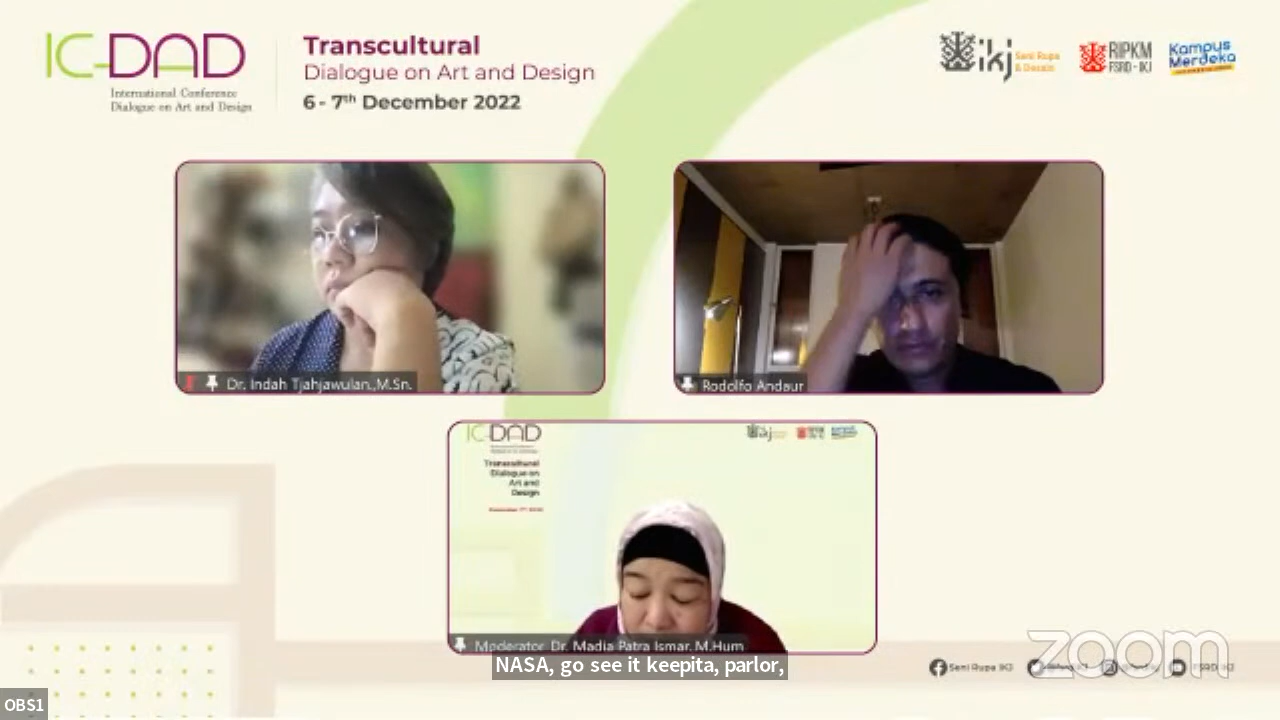 IC-DAD
International Conference
Dialogue on Art and Design
Transcultural
Dialogue on Art and Design
6 - 7th December 2022
ikj Seni Rupa
& Desain
RIPKM
FSRD - IKJ
Kampus
Merdeka
Dr. Indah Tjahjawulan.,M.Sn.
Rodolfo Andaur
IC-DAD
Transcultural
Dialogue on
Art and
Design
Moderator_Dr. Madia Patra Ismar, M.Hum
NASA, go see it keepita, parlor,
Seni Rupa IKJ
FSRD IKJ
zoom
OBS1